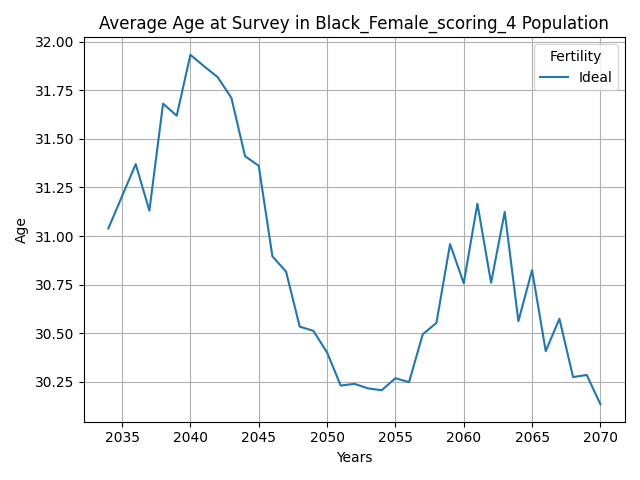 Average Age at Survey in Black_Female_scoring_4 Population
32.00
31.75
31.50
31.25
31.00
30.75
30.50
30.25
Age
Fertility
Ideal
2035 2040 2045 2050 2055 2060 2065 2070
Years